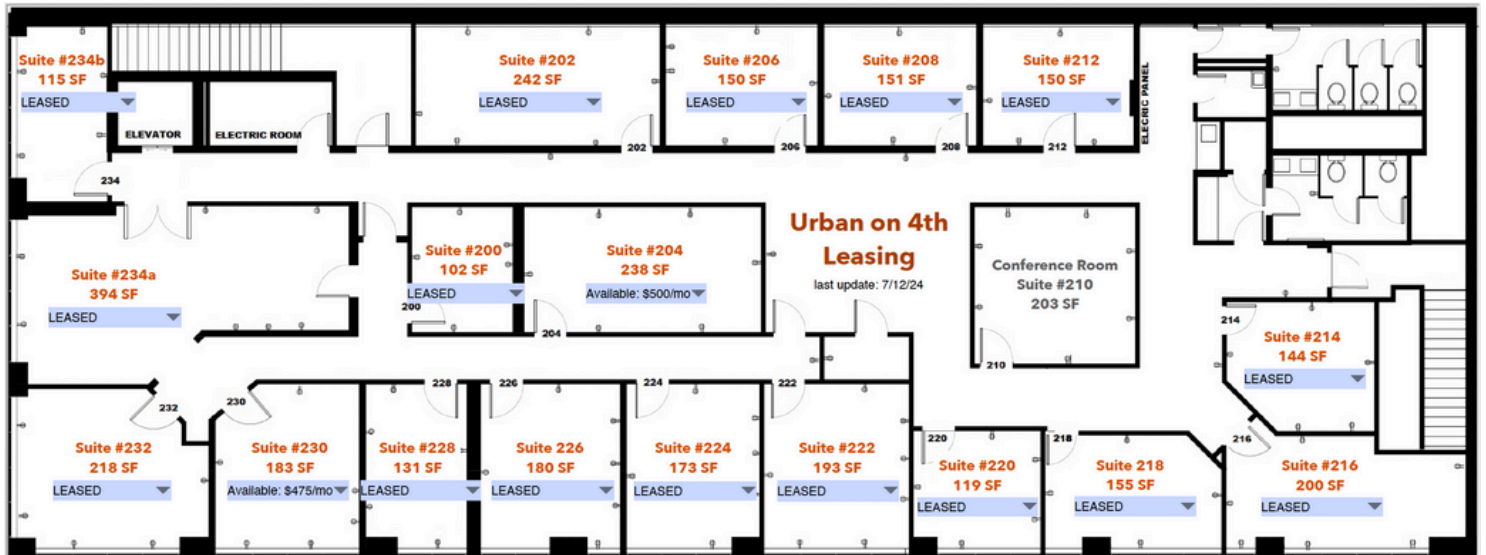 Suite #234b
115 SF
LEASED
ELEVATOR
ELECTRIC ROOM
Suite #202
242 SF
LEASED
202
Suite #206
150 SF
LEASED
206
Suite #208
151 SF
LEASED
208
Suite #212
150 SF
LEASED
212
ELECRIC PANEL
234
Suite #234a
394 SF
LEASED
Suite #200
102 SF
LEASED
200
Suite #204
238 SF
Available: $500/mo
204
Urban on 4th
Leasing
last update: 7/12/24
Conference Room
Suite #210
203 SF
210
214
Suite #214
144 SF
LEASED
232
Suite #232
218 SF
LEASED
230
Suite #230
183 SF
Available: $475/mo
228
Suite #228
131 SF
LEASED
226
Suite 226
180 SF
LEASED
224
Suite #224
173 SF
LEASED
222
Suite #222
193 SF
LEASED
220
Suite #220
119 SF
LEASED
218
Suite 218
155 SF
LEASED
216
Suite #216
200 SF
LEASED